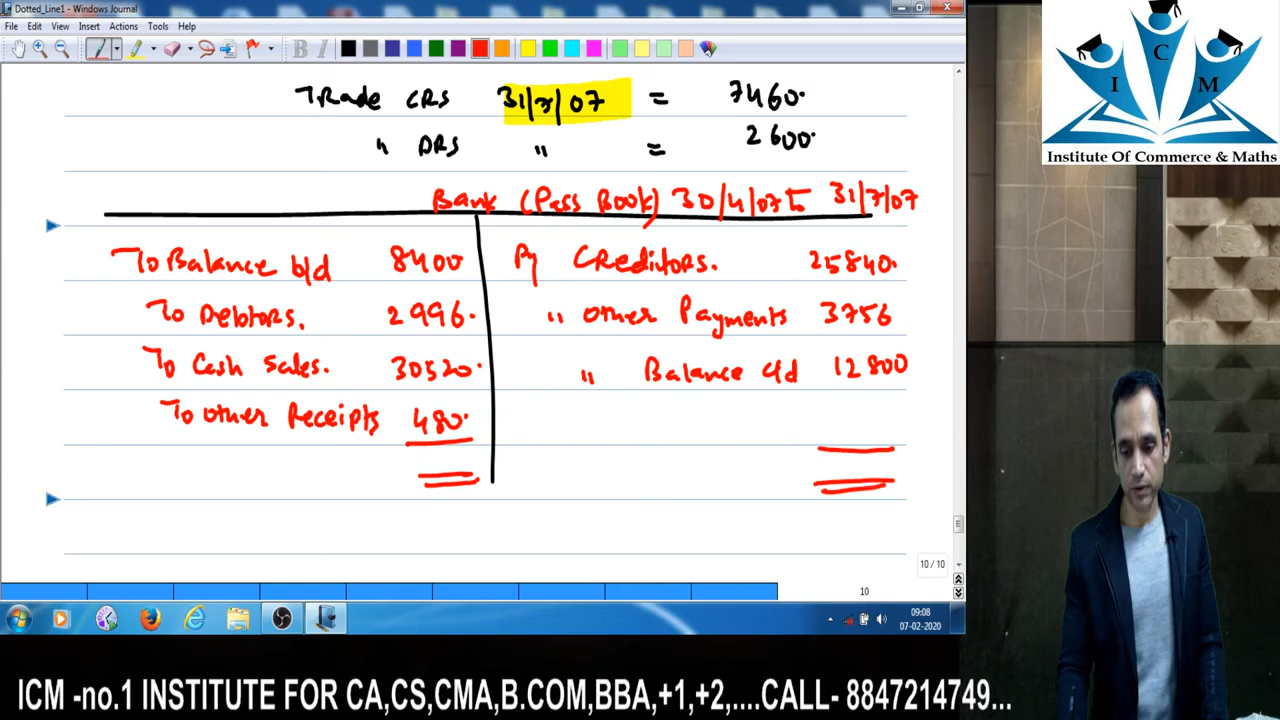 Dotted_Line1 - Windows Journal
File Edit View Insert Actions Tools Help
Trade CRS 31/7/07 = 7460.
" DRS " = 2600.
Bank (Pass Book) 30/4/07 to 31/7/07
To Balance b/d 8400 By Creditors. 25840.
To Debtors. 2996. " other Payments 3756
To Cash Sales. 30520. " Balance c/d 12800
To other Receipts 480.
10 / 10
10
09:08
07-02-2020
I C M
Institute Of Commerce & Maths
ICM -no.1 INSTITUTE FOR CA,CS,CMA,B.COM,BBA,+1,+2,....CALL- 8847214749...